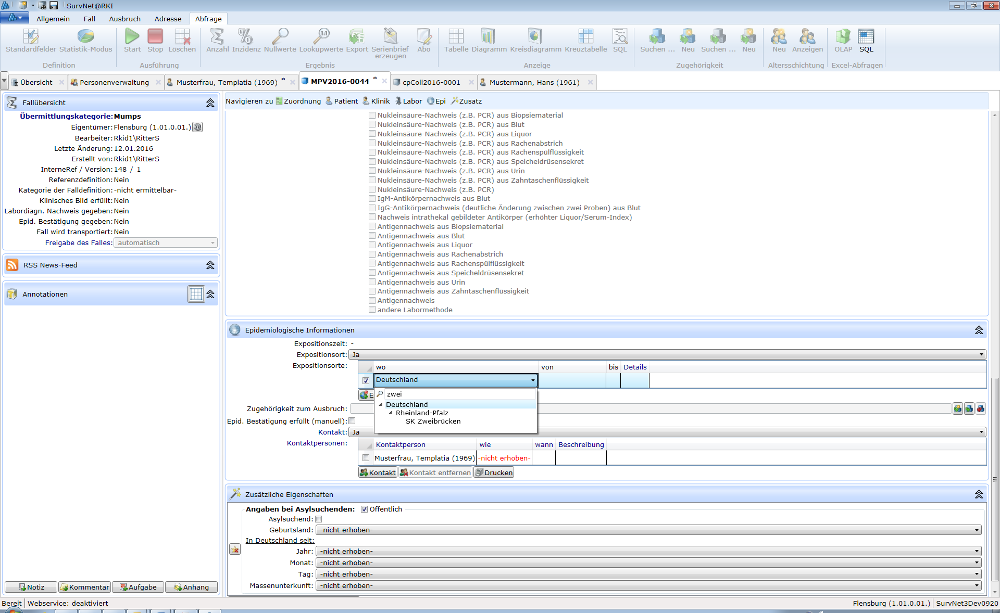 SurvNet@RKI
Allgemein Fall Ausbruch Adresse Abfrage
Standardfelder Statistik-Modus Start Stop Löschen Anzahl Inzidenz Nullwerte Lookupwerte Export Serienbrief erzeugen Abo Tabelle Diagramm Kreisdiagramm Kreuztabelle SQL Suchen ... Neu Suchen ... Neu Neu Anzeigen OLAP SQL
Definition Ausführung Ergebnis Anzeige Zugehörigkeit Altersschichtung Excel-Abfragen
Übersicht Personenverwaltung Musterfrau, Templatia (1969) * MPV2016-0044 * cpColl2016-0001 Mustermann, Hans (1961)
Fallübersicht
Übermittlungskategorie: Mumps
Eigentümer: Flensburg (1.01.0.01.) @
Bearbeiter: Rkid1\RitterS
Letzte Änderung: 12.01.2016
Erstellt von: Rkid1\RitterS
InterneRef / Version: 148 / 1
Referenzdefinition: Nein
Kategorie der Falldefinition: -nicht ermittelbar-
Klinisches Bild erfüllt: Nein
Labordiagn. Nachweis gegeben: Nein
Epid. Bestätigung gegeben: Nein
Fall wird transportiert: Nein
Freigabe des Falles: automatisch
RSS News-Feed
Annotationen
Notiz Kommentar Aufgabe Anhang
Navigieren zu Zuordnung Patient Klinik Labor Epi Zusatz
Nukleinsäure-Nachweis (z.B. PCR) aus Biopsiematerial
Nukleinsäure-Nachweis (z.B. PCR) aus Blut
Nukleinsäure-Nachweis (z.B. PCR) aus Liquor
Nukleinsäure-Nachweis (z.B. PCR) aus Rachenabstrich
Nukleinsäure-Nachweis (z.B. PCR) aus Rachenspülflüssigkeit
Nukleinsäure-Nachweis (z.B. PCR) aus Speicheldrüsensekret
Nukleinsäure-Nachweis (z.B. PCR) aus Urin
Nukleinsäure-Nachweis (z.B. PCR) aus Zahntaschenflüssigkeit
Nukleinsäure-Nachweis (z.B. PCR)
IgM-Antikörpernachweis aus Blut
IgG-Antikörpernachweis (deutliche Änderung zwischen zwei Proben) aus Blut
Nachweis intrathekal gebildeter Antikörper (erhöhter Liquor/Serum-Index)
Antigennachweis aus Biopsiematerial
Antigennachweis aus Blut
Antigennachweis aus Liquor
Antigennachweis aus Rachenabstrich
Antigennachweis aus Rachenspülflüssigkeit
Antigennachweis aus Speicheldrüsensekret
Antigennachweis aus Urin
Antigennachweis aus Zahntaschenflüssigkeit
Antigennachweis
andere Labormethode
Epidemiologische Informationen
Expositionszeit: -
Expositionsort: Ja
Expositionsorte: wo von bis Details
Deutschland
E
zwei
Deutschland
Rheinland-Pfalz
SK Zweibrücken
Zugehörigkeit zum Ausbruch:
Epid. Bestätigung erfüllt (manuell):
Kontakt: Ja
Kontaktpersonen: Kontaktperson wie wann Beschreibung
Musterfrau, Templatia (1969) -nicht erhoben-
Kontakt Kontakt entfernen Drucken
Zusätzliche Eigenschaften
Angaben bei Asylsuchenden: Öffentlich
Asylsuchend:
Geburtsland: -nicht erhoben-
In Deutschland seit:
Jahr: -nicht erhoben-
Monat: -nicht erhoben-
Tag: -nicht erhoben-
Massenunterkunft: -nicht erhoben-
Bereit Webservice: deaktiviert Flensburg (1.01.0.01.) SurvNet3Dev0920